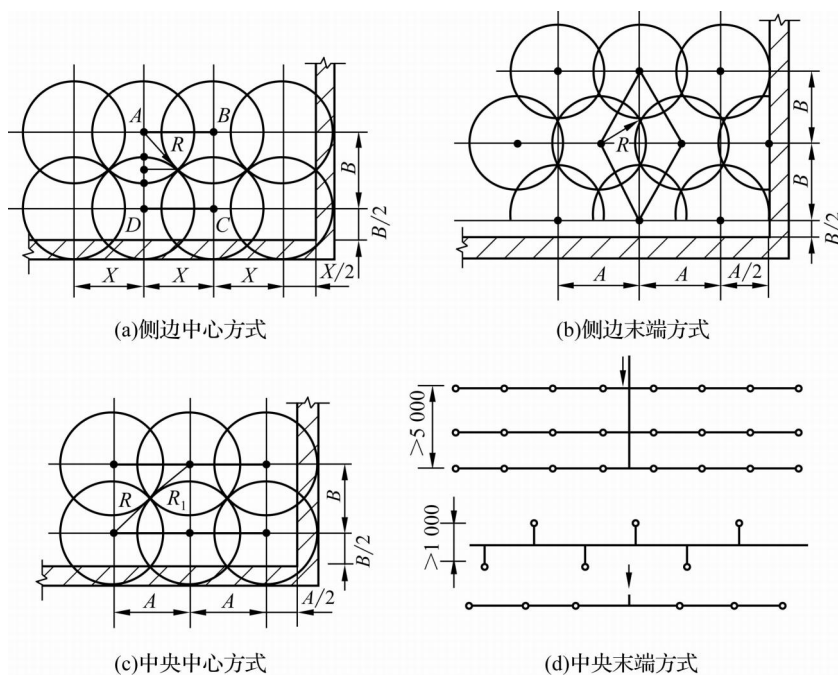 A
B
R
B
D
C
B/2
X
X
X
X/2
(a)侧边中心方式
R
B
B
B/2
A
A
A/2
(b)侧边末端方式
R
R1
B
B/2
A
A
A/2
(c)中央中心方式
>5 000
>1 000
(d)中央末端方式